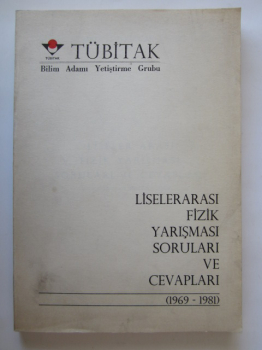 TÜBİTAK
Bilim Adamı Yetiştirme Grubu
LİSELERARASI
FİZİK
YARIŞMASI
SORULARI
VE
CEVAPLARI
(1969 - 1981)